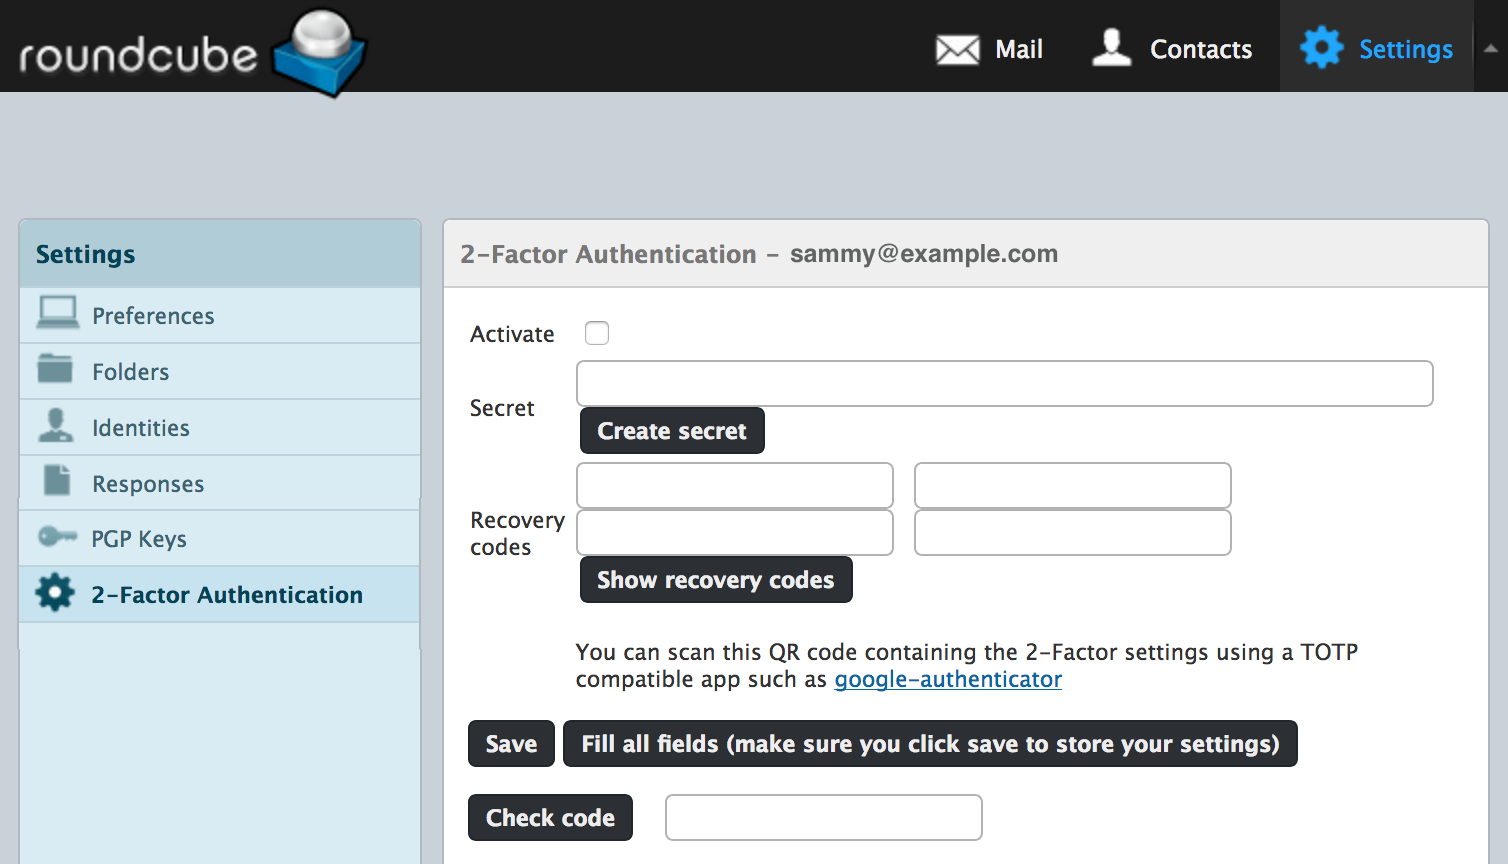 roundcube
Mail
Contacts
Settings
Settings
Preferences
Folders
Identities
Responses
PGP Keys
2-Factor Authentication
2-Factor Authentication - sammy@example.com
Activate
Secret
Create secret
Recovery
codes
Show recovery codes
You can scan this QR code containing the 2-Factor settings using a TOTP
compatible app such as google-authenticator
Save
Fill all fields (make sure you click save to store your settings)
Check code